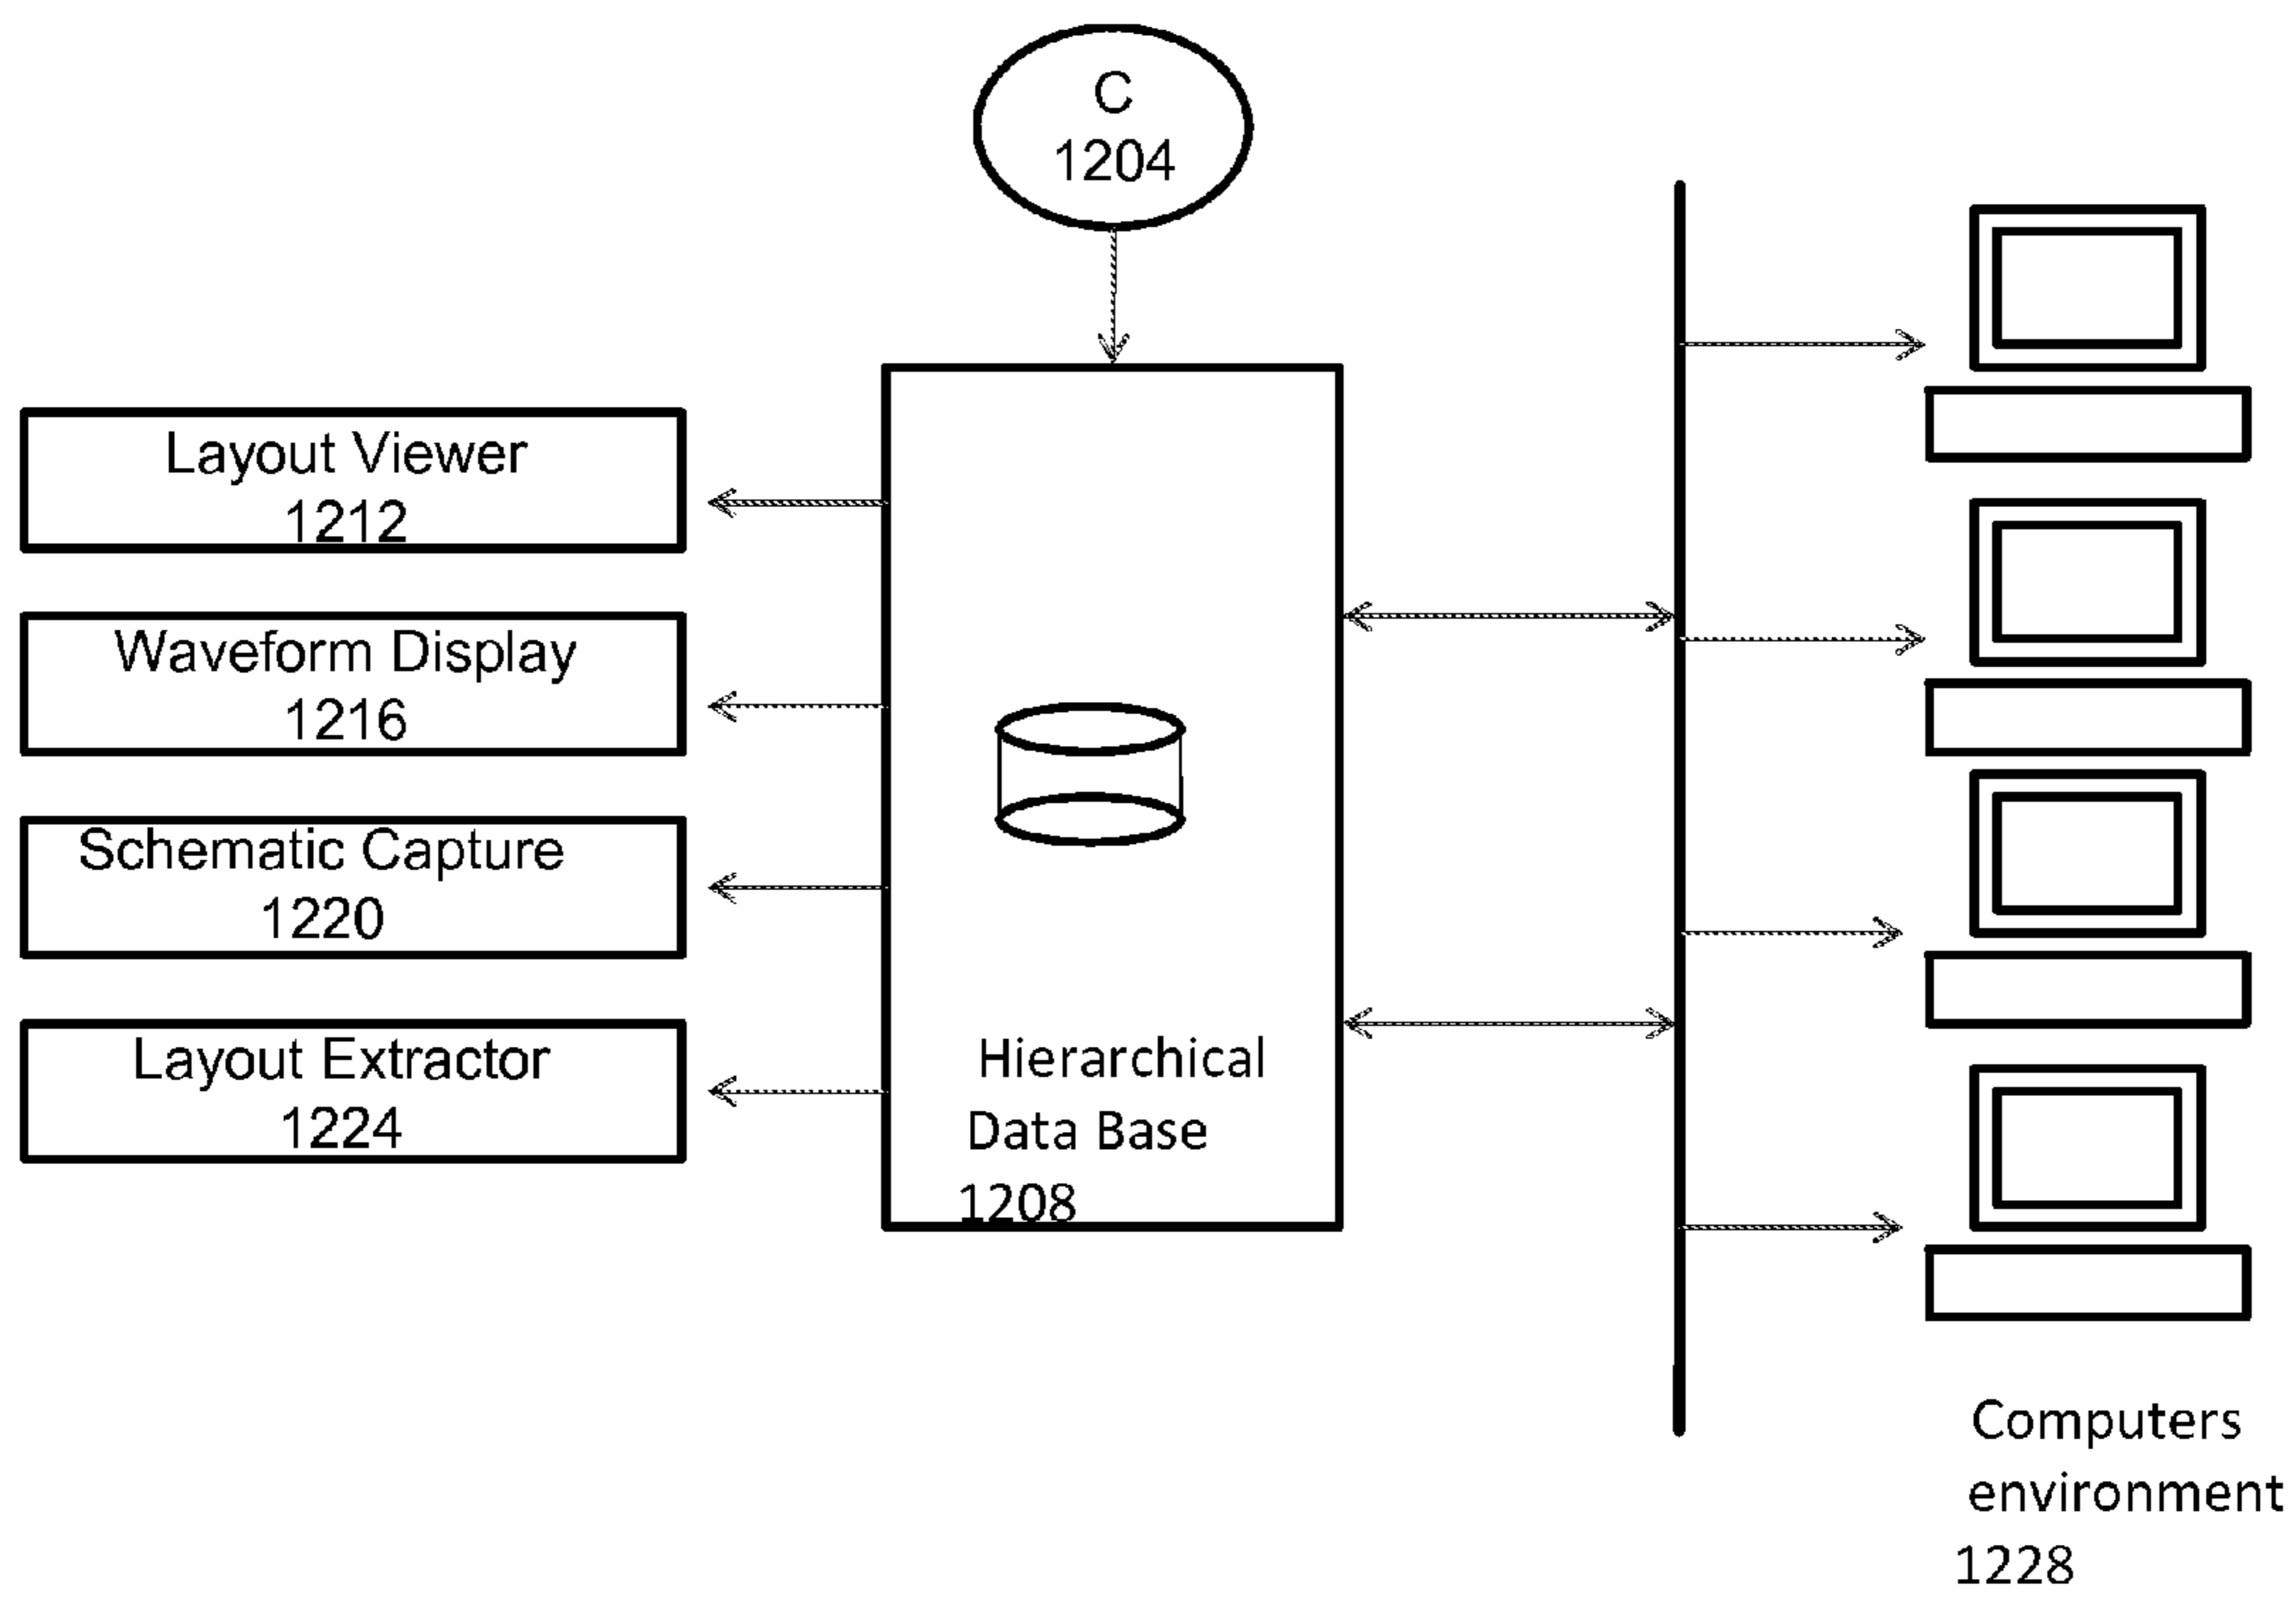 C
1204
Layout Viewer
1212
Waveform Display
1216
Schematic Capture
1220
Layout Extractor
1224
Hierarchical
Data Base
1208
Computers
environment
1228